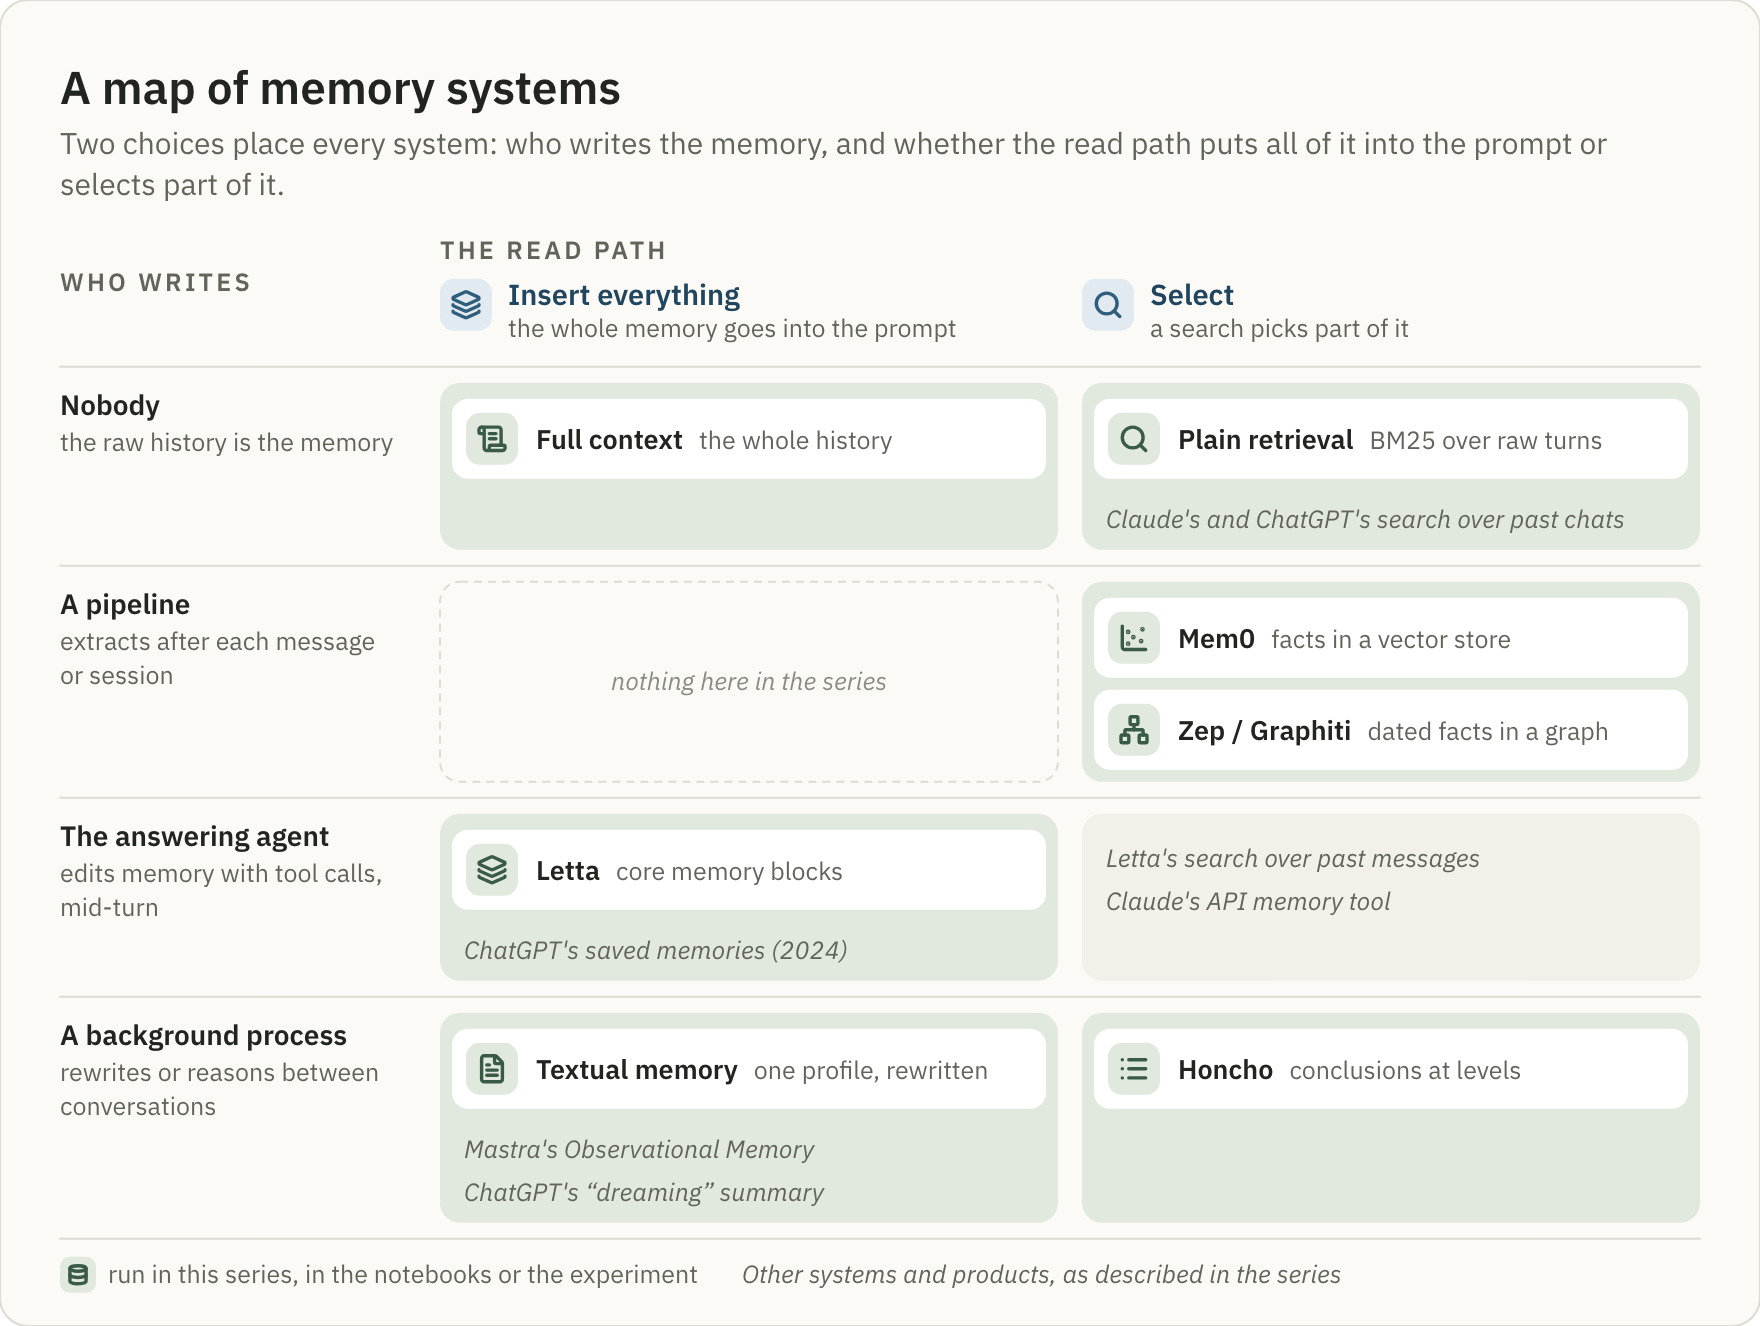 A map of memory systems
Two choices place every system: who writes the memory, and whether the read path puts all of it into the prompt or
selects part of it.
WHO WRITES
THE READ PATH
Insert everything
the whole memory goes into the prompt
Select
a search picks part of it
Nobody
the raw history is the memory
Full context the whole history
Plain retrieval BM25 over raw turns
Claude's and ChatGPT's search over past chats
A pipeline
extracts after each message
or session
nothing here in the series
Mem0 facts in a vector store
Zep / Graphiti dated facts in a graph
The answering agent
edits memory with tool calls,
mid-turn
Letta core memory blocks
ChatGPT's saved memories (2024)
Letta's search over past messages
Claude's API memory tool
A background process
rewrites or reasons between
conversations
Textual memory one profile, rewritten
Mastra's Observational Memory
ChatGPT's “dreaming” summary
Honcho conclusions at levels
run in this series, in the notebooks or the experiment
Other systems and products, as described in the series